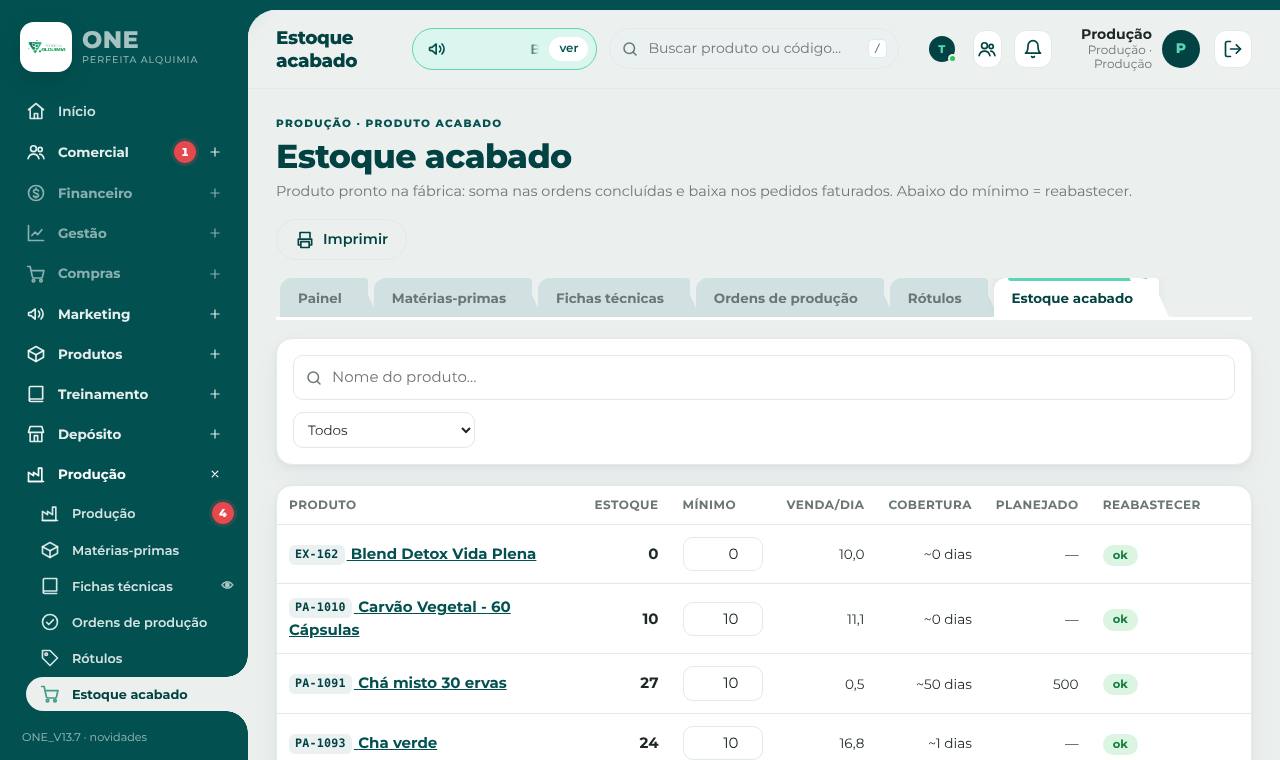 ONE
PERFEITA ALQUIMIA
Início
Comercial 1 +
Financeiro +
Gestão +
Compras +
Marketing +
Produtos +
Treinamento +
Depósito +
Produção ×
Produção 4
Matérias-primas
Fichas técnicas
Ordens de produção
Rótulos
Estoque acabado
ONE_V13.7 · novidades
Estoque
acabado
ver
Buscar produto ou código... /
T
Produção
Produção ·
Produção
P
PRODUÇÃO · PRODUTO ACABADO
Estoque acabado
Produto pronto na fábrica: soma nas ordens concluídas e baixa nos pedidos faturados. Abaixo do mínimo = reabastecer.
Imprimir
Painel Matérias-primas Fichas técnicas Ordens de produção Rótulos Estoque acabado
Nome do produto...
Todos
PRODUTO ESTOQUE MÍNIMO VENDA/DIA COBERTURA PLANEJADO REABASTECER
EX-162 Blend Detox Vida Plena 0 0 10,0 ~0 dias — ok
PA-1010 Carvão Vegetal - 60
Cápsulas 10 10 11,1 ~0 dias — ok
PA-1091 Chá misto 30 ervas 27 10 0,5 ~50 dias 500 ok
PA-1093 Cha verde 24 10 16,8 ~1 dias — ok